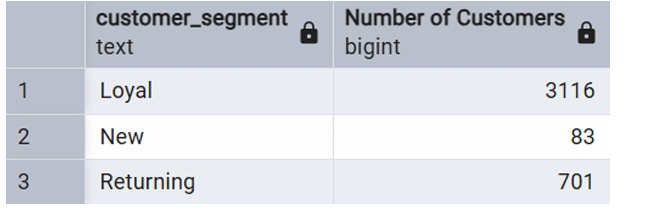 customer_segment Number of Customers
text bigint
1 Loyal 3116
2 New 83
3 Returning 701